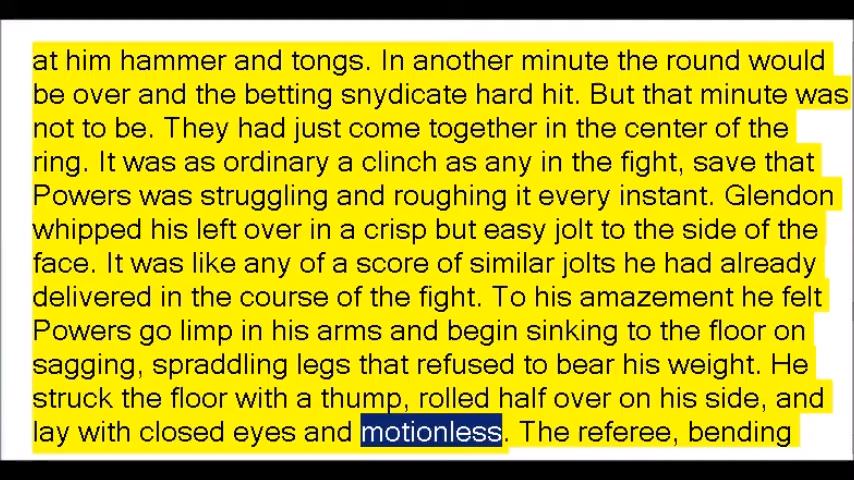 at him hammer and tongs. In another minute the round would
be over and the betting snydicate hard hit. But that minute was
not to be. They had just come together in the center of the
ring. It was as ordinary a clinch as any in the fight, save that
Powers was struggling and roughing it every instant. Glendon
whipped his left over in a crisp but easy jolt to the side of the
face. It was like any of a score of similar jolts he had already
delivered in the course of the fight. To his amazement he felt
Powers go limp in his arms and begin sinking to the floor on
sagging, spraddling legs that refused to bear his weight. He
struck the floor with a thump, rolled half over on his side, and
lay with closed eyes and motionless. The referee, bending